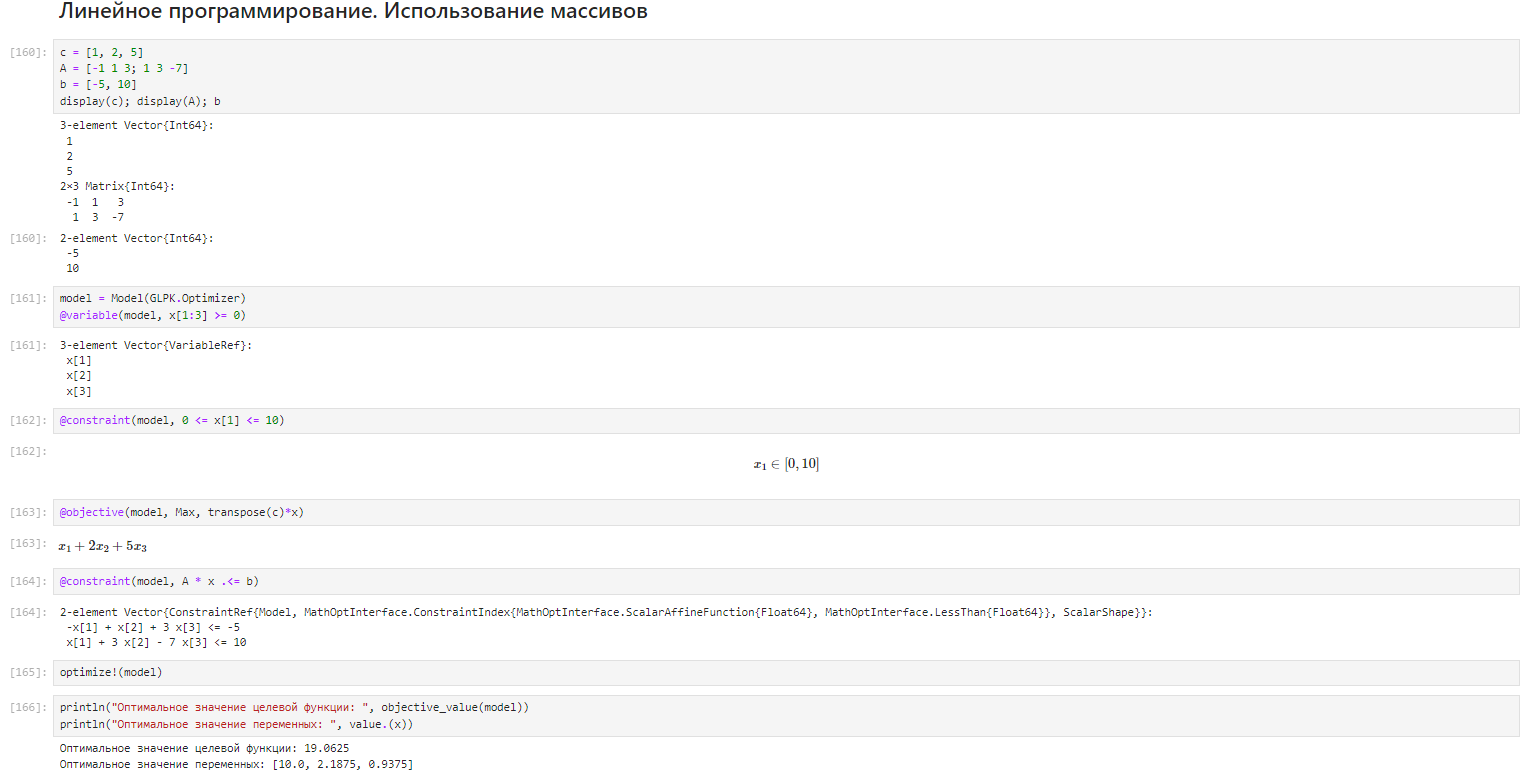 Линейное программирование. Использование массивов
[160]: c = [1, 2, 5]
A = [-1 1 3; 1 3 -7]
b = [-5, 10]
display(c); display(A); b
3-element Vector{Int64}:
 1
 2
 5
2×3 Matrix{Int64}:
 -1  1   3
  1  3  -7
[160]: 2-element Vector{Int64}:
 -5
 10
[161]: model = Model(GLPK.Optimizer)
@variable(model, x[1:3] >= 0)
[161]: 3-element Vector{VariableRef}:
 x[1]
 x[2]
 x[3]
[162]: @constraint(model, 0 <= x[1] <= 10)
[162]:
x₁ ∈ [0, 10]
[163]: @objective(model, Max, transpose(c)*x)
[163]: x₁ + 2x₂ + 5x₃
[164]: @constraint(model, A * x .<= b)
[164]: 2-element Vector{ConstraintRef{Model, MathOptInterface.ConstraintIndex{MathOptInterface.ScalarAffineFunction{Float64}, MathOptInterface.LessThan{Float64}}, ScalarShape}}:
 -x[1] + x[2] + 3 x[3] <= -5
 x[1] + 3 x[2] - 7 x[3] <= 10
[165]: optimize!(model)
[166]: println("Оптимальное значение целевой функции: ", objective_value(model))
println("Оптимальное значение переменных: ", value.(x))
Оптимальное значение целевой функции: 19.0625
Оптимальное значение переменных: [10.0, 2.1875, 0.9375]